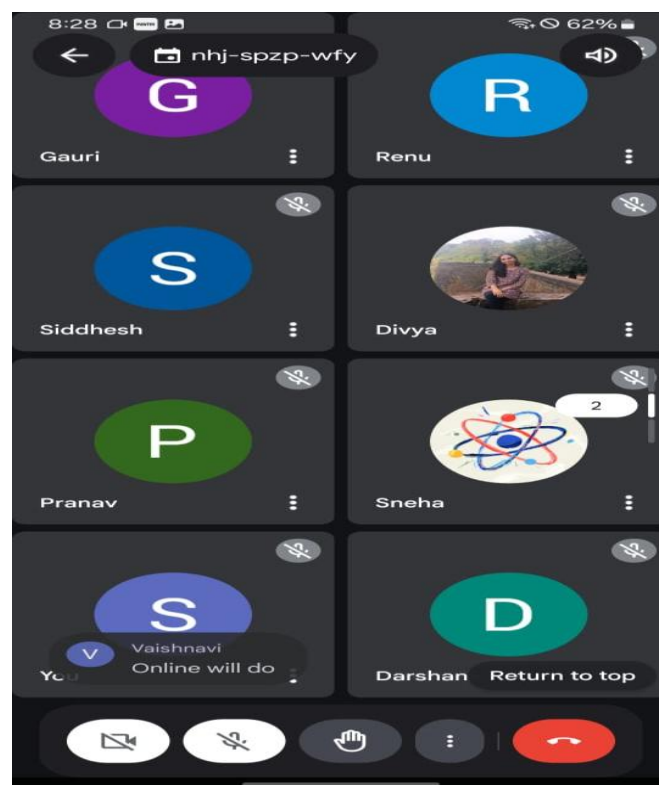 8:28 62%
nhj-spzp-wfy
G R
Gauri Renu
S
Siddhesh Divya
P 2
Pranav Sneha
S D
V Vaishnavi
Online will do
You Darshan Return to top